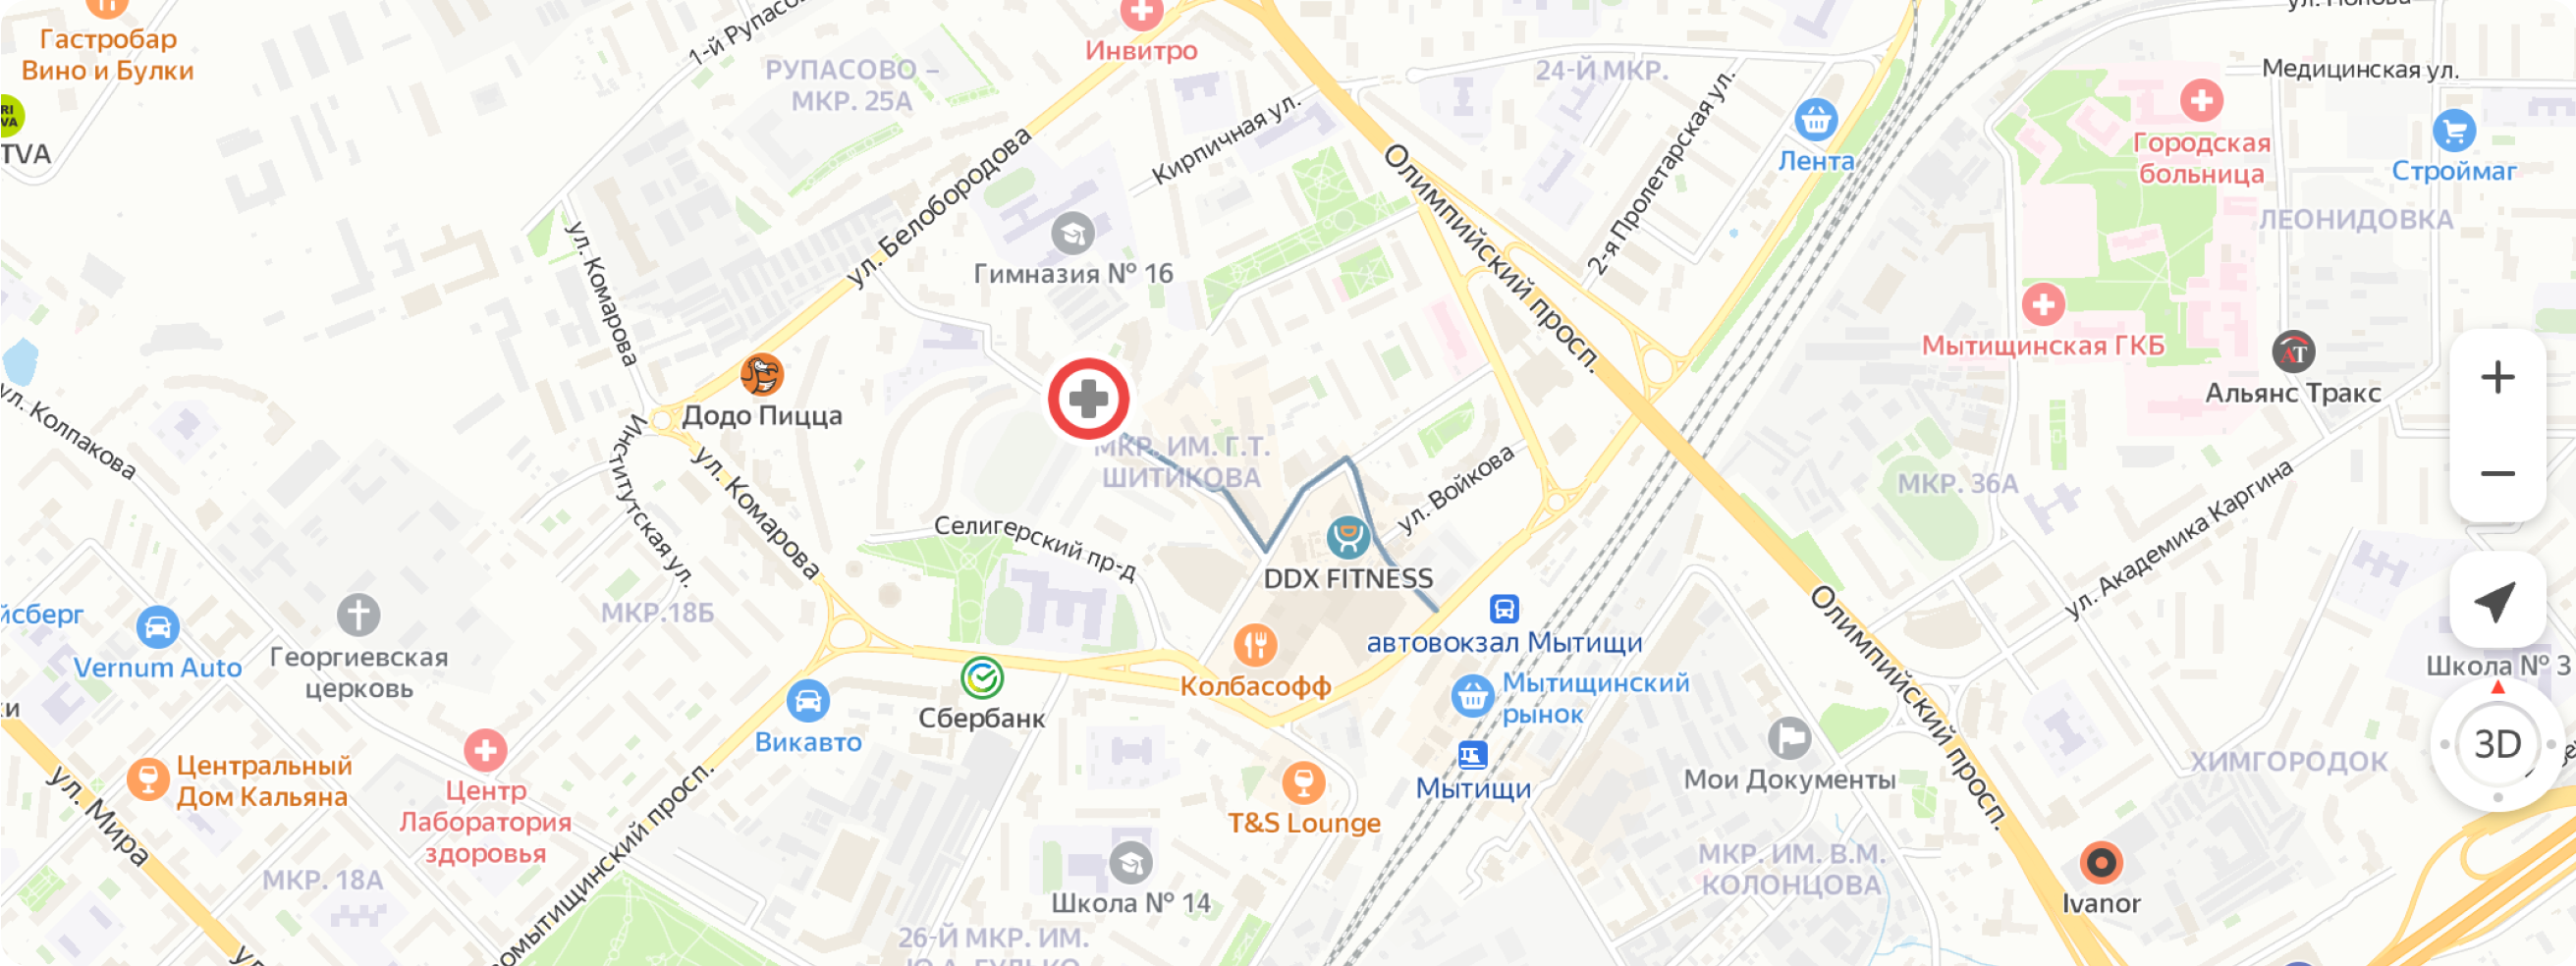 Гастробар
Вино и Булки
RI
VA
TVA
1-й Рупасо
РУПАСОВО –
МКР. 25А
Инвитро
Кирпичная ул.
24-Й МКР.
2-я Пролетарская ул.
Лента
Медицинская ул.
Городская
больница
Строймаг
ЛЕОНИДОВКА
Мытищинская ГКБ
АТ
Альянс Тракс
ул. Белобородова
Гимназия № 16
Олимпийский просп.
ул. Комарова
Додо Пицца
ул. Колпакова
Институтская ул.
ул. Комарова
МКР. ИМ. Г.Т.
ШИТИКОВА
ул. Войкова
МКР. 36А
ул. Академика Каргина
Селигерский пр-д
DDX FITNESS
автовокзал Мытищи
Олимпийский просп.
йсберг
Vernum Auto
Георгиевская
церковь
МКР.18Б
Викавто
Сбербанк
Колбасофф
Мытищинский
рынок
Мытищи
Мои Документы
Школа № 3
3D
ХИМГОРОДОК
ки
Центральный
Дом Кальяна
ул. Мира
Центр
Лаборатория
здоровья
МКР. 18А
омытищинский просп.
T&S Lounge
Школа № 14
26-Й МКР. ИМ.
МКР. ИМ. В.М.
КОЛОНЦОВА
Ivanor